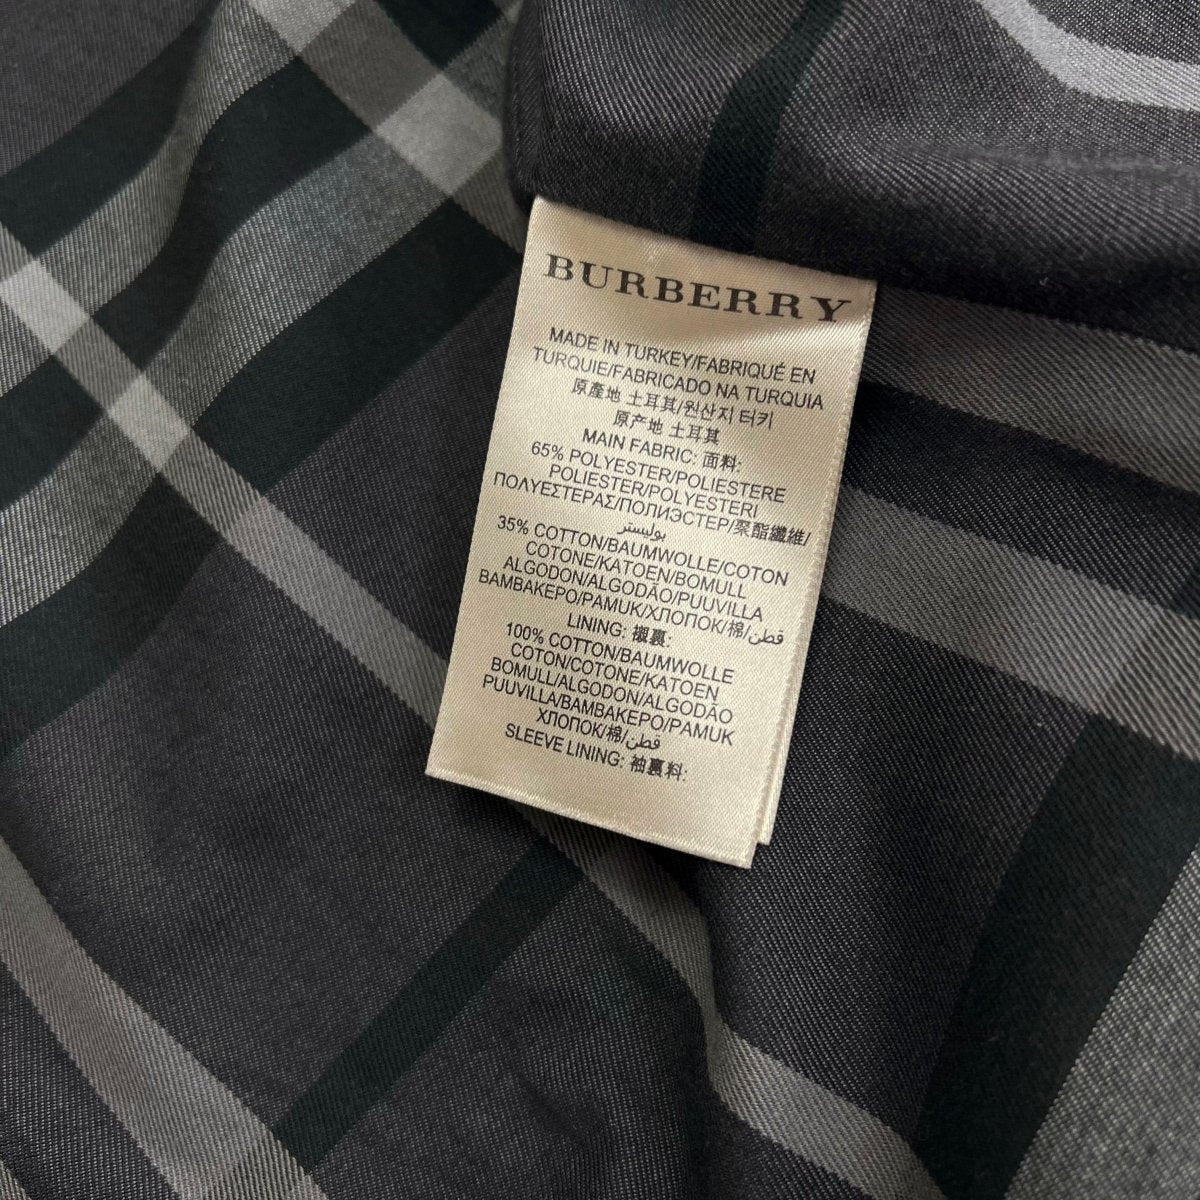 BURBERRY
MADE IN TURKEY/FABRIQUÉ EN
TURQUIE/FABRICADO NA TURQUIA
原產地 土耳其/원산지 터키
原产地 土耳其
MAIN FABRIC: 面料:
65% POLYESTER/POLIESTERE
POLIESTER/POLYESTERI
ΠΟΛΥΕΣΤΕΡΑΣ/ПОЛИЭСТЕР/聚酯纖維/
بوليستر
35% COTTON/BAUMWOLLE/COTON
COTONE/KATOEN/BOMULL
ALGODON/ALGODÃO/PUUVILLA
ΒΑΜΒΑΚΕΡΟ/PAMUK/ХЛОПОК/棉/قطن
LINING: 襯裏:
100% COTTON/BAUMWOLLE
COTON/COTONE/KATOEN
BOMULL/ALGODON/ALGODÃO
PUUVILLA/ΒΑΜΒΑΚΕΡΟ/PAMUK
ХЛОПОК/棉/قطن
SLEEVE LINING: 袖裏料: